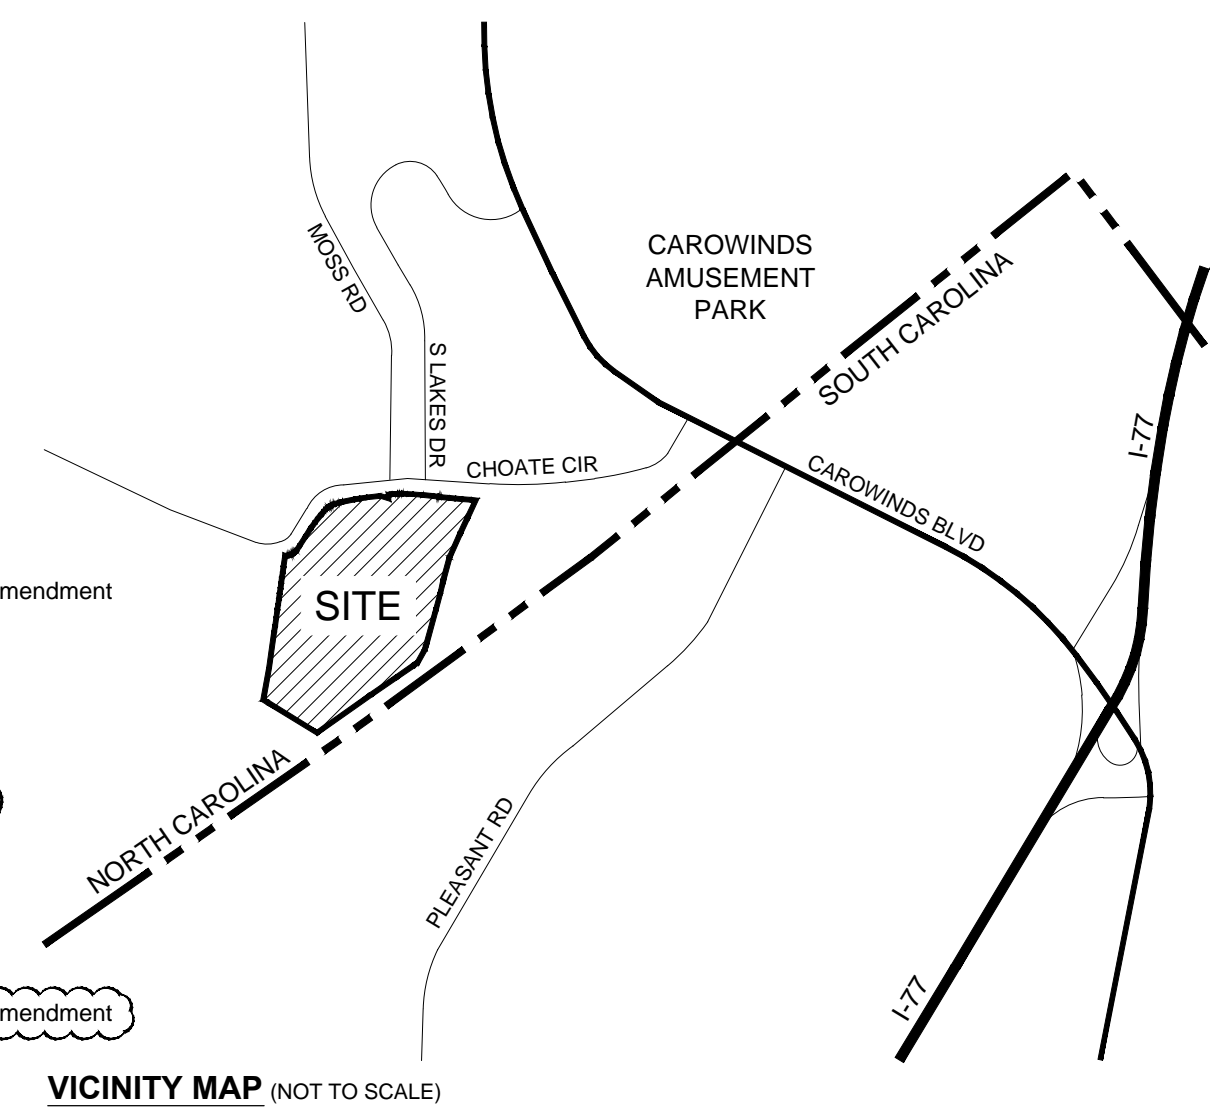 MOSS RD
CAROWINDS
AMUSEMENT
PARK
SOUTH CAROLINA
S LAKES DR
I-77
CHOATE CIR
CAROWINDS BLVD
mendment
SITE
NORTH CAROLINA
PLEASANT RD
I-77
mendment
VICINITY MAP (NOT TO SCALE)